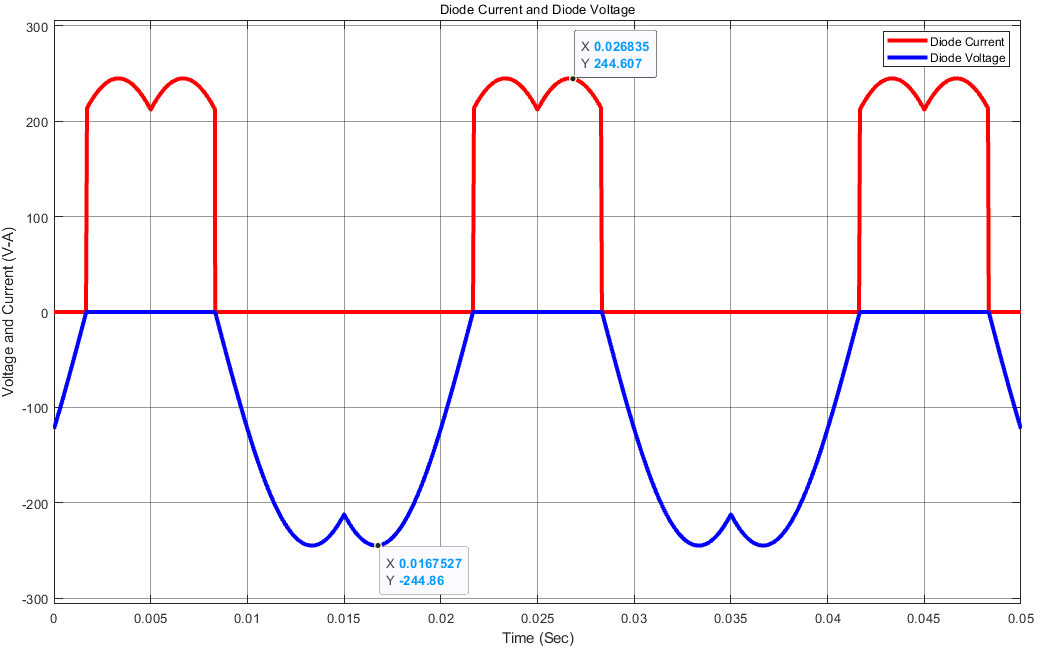 Diode Current and Diode Voltage
Diode Current
Diode Voltage
X 0.026835
Y 244.607
X 0.0167527
Y -244.86
300
200
100
0
-100
-200
-300
Voltage and Current (V-A)
0 0.005 0.01 0.015 0.02 0.025 0.03 0.035 0.04 0.045 0.05
Time (Sec)